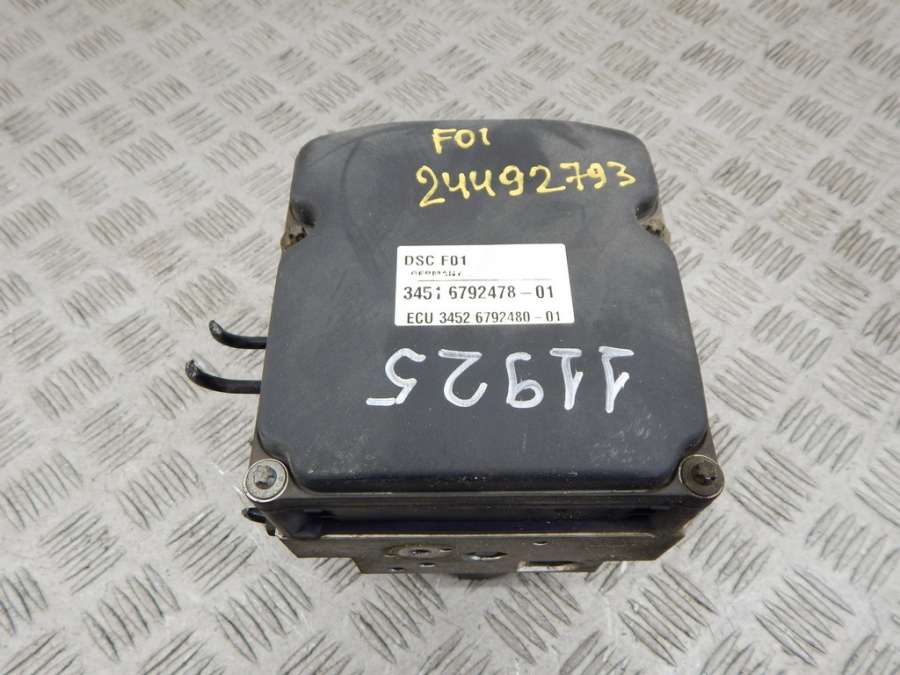 F01
24492793
DSC F01
GERMANY
3451 6792478-01
ECU 3452 6792480-01
11925